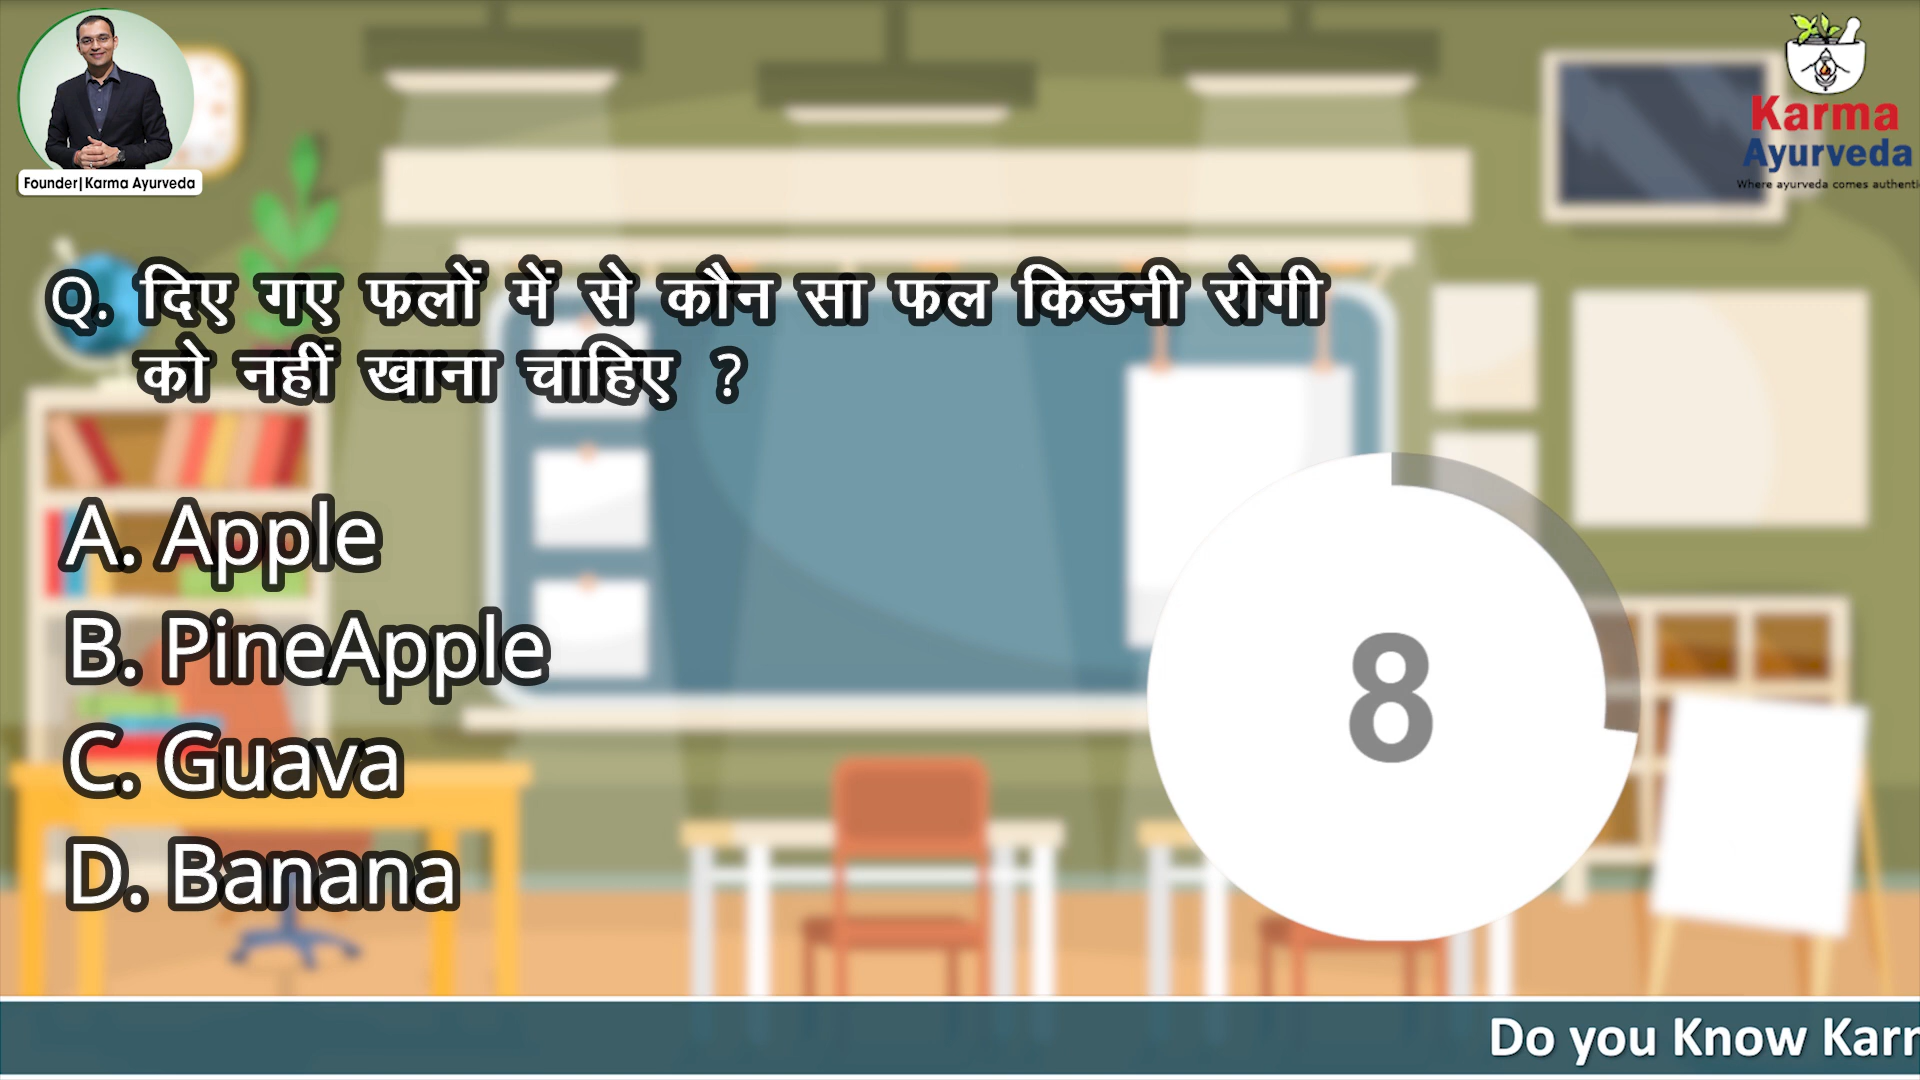 Founder|Karma Ayurveda
Karma
Ayurveda
Where ayurveda comes authenti
Q. दिए गए फलों में से कौन सा फल किडनी रोगी
को नहीं खाना चाहिए ?
A. Apple
B. PineApple
C. Guava
D. Banana
8
Do you Know Karm